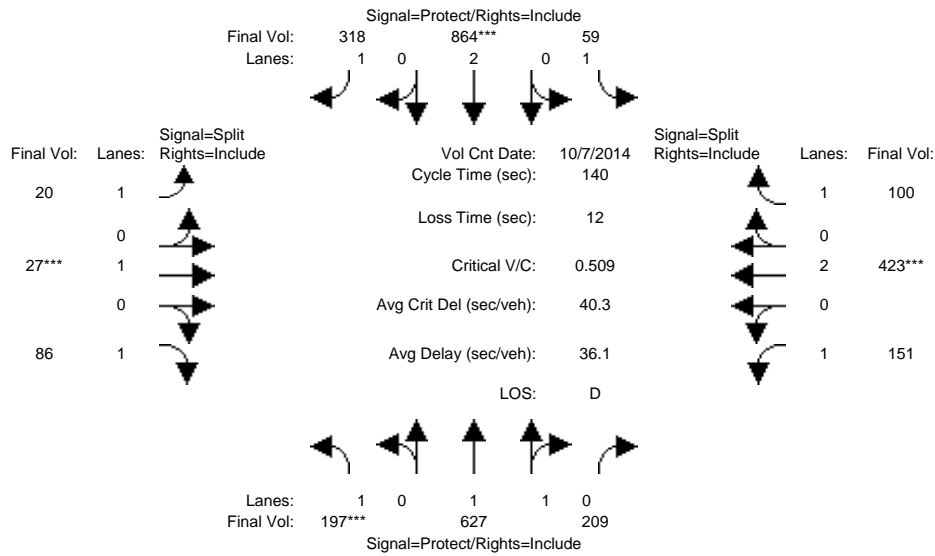 Signal=Protect/Rights=Include
Final Vol: 318 864*** 59
Lanes: 1 0 2 0 1
Signal=Split
Rights=Include
Final Vol: Lanes:
Vol Cnt Date: 10/7/2014
Signal=Split
Rights=Include
Lanes: Final Vol:
Cycle Time (sec): 140
20 1
1 100
Loss Time (sec): 12
0
0
27*** 1
Critical V/C: 0.509
2 423***
0
Avg Crit Del (sec/veh): 40.3
0
86 1
Avg Delay (sec/veh): 36.1
1 151
LOS: D
Lanes: 1 0 1 1 0
Final Vol: 197*** 627 209
Signal=Protect/Rights=Include